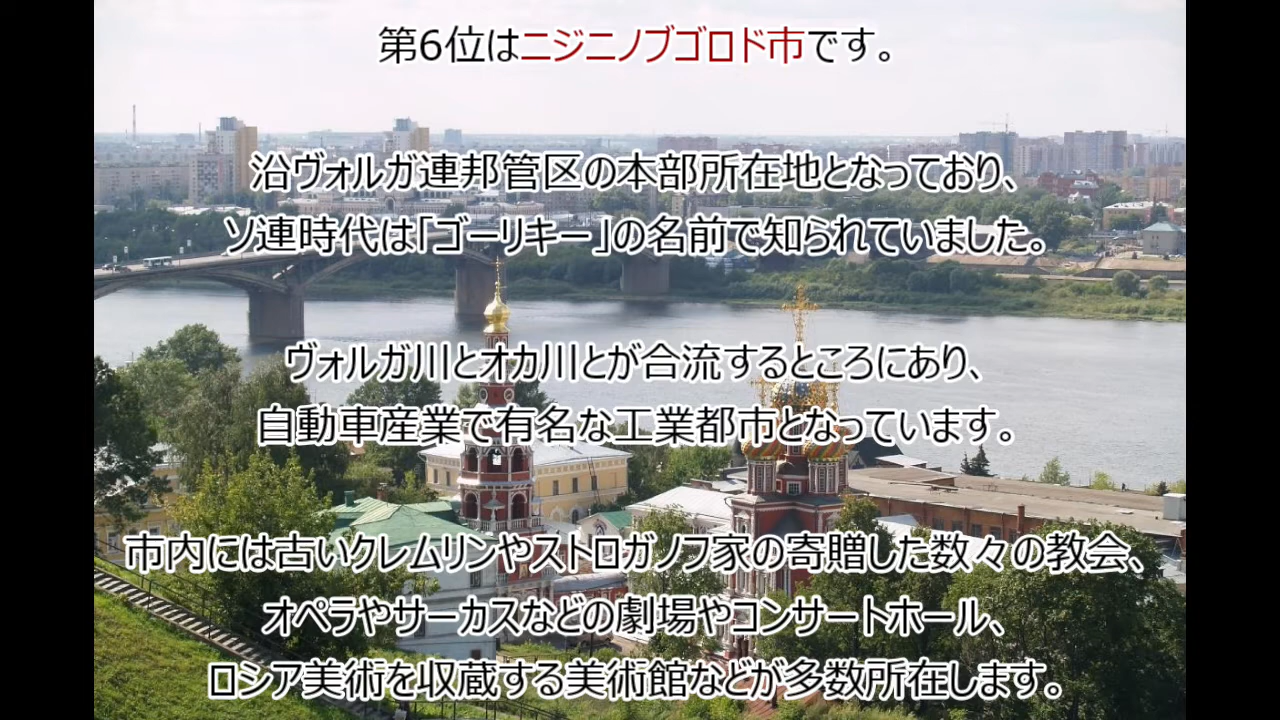 第6位はニジニノブゴロド市です。
沿ヴォルガ連邦管区の本部所在地となっており、
ソ連時代は「ゴーリキー」の名前で知られていました。
ヴォルガ川とオカ川とが合流するところにあり、
自動車産業で有名な工業都市となっています。
市内には古いクレムリンやストロガノフ家の寄贈した数々の教会、
オペラやサーカスなどの劇場やコンサートホール、
ロシア美術を収蔵する美術館などが多数所在します。